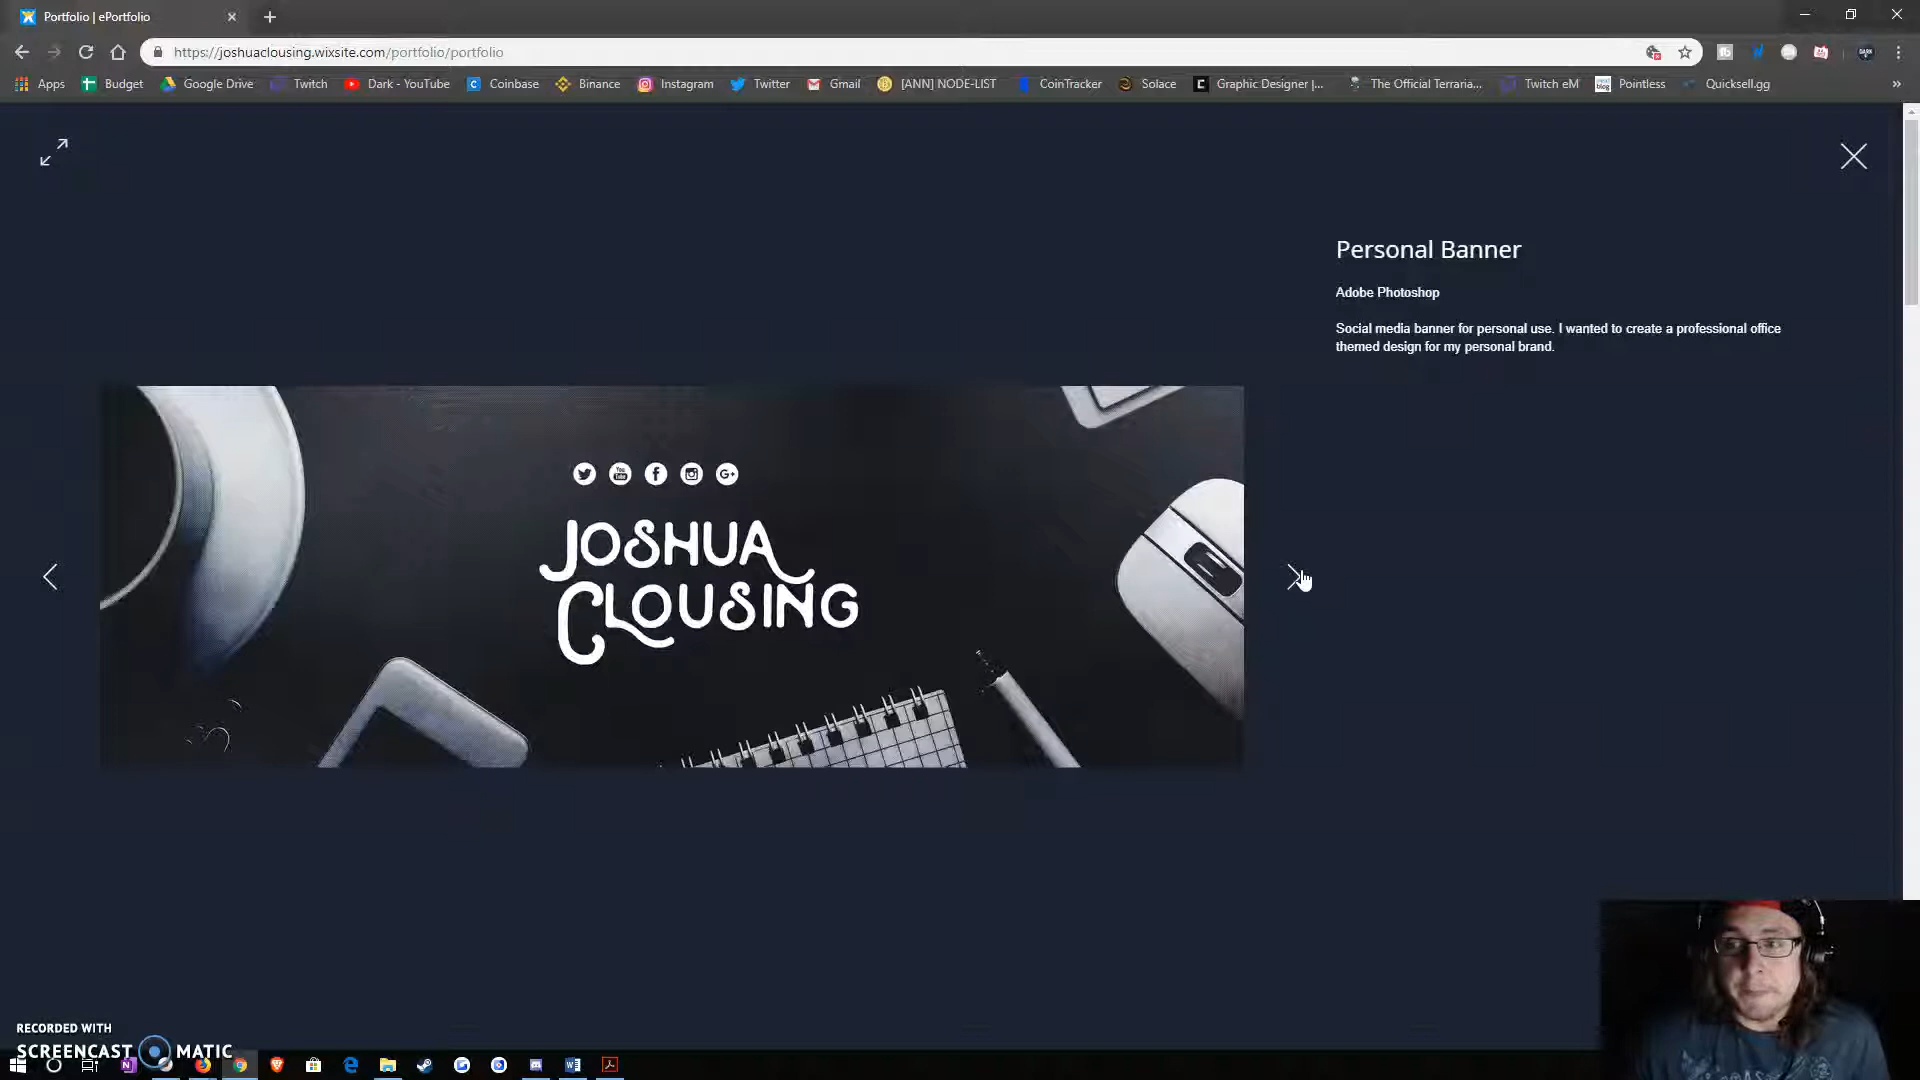 Portfolio | ePortfolio
https://joshuaclousing.wixsite.com/portfolio/portfolio
Apps Budget Google Drive Twitch Dark - YouTube Coinbase Binance Instagram Twitter Gmail [ANN] NODE-LIST CoinTracker Solace Graphic Designer |... The Official Terraria... Twitch eM Pointless Quicksell.gg »
Personal Banner
Adobe Photoshop
Social media banner for personal use. I wanted to create a professional office
themed design for my personal brand.
JOSHUA
CLOUSING
RECORDED WITH
SCREENCAST MATIC